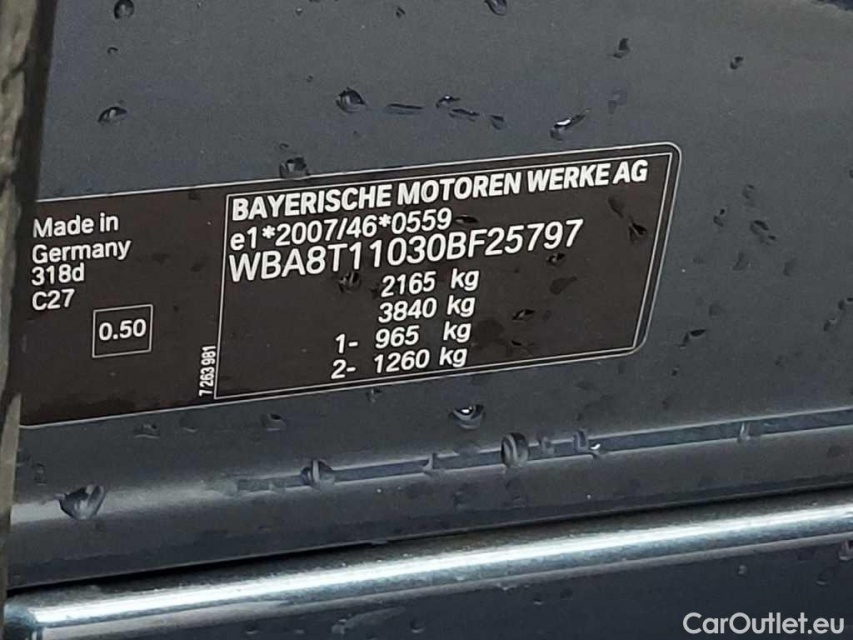 Made in
Germany
318d
C27
0.50
7 263 981
BAYERISCHE MOTOREN WERKE AG
e1*2007/46*0559
WBA8T11030BF25797
2165 kg
3840 kg
1- 965 kg
2- 1260 kg
CarOutlet.eu